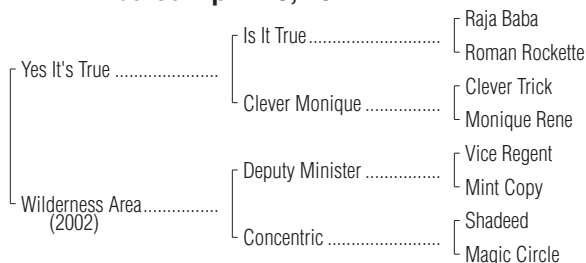 Raja Baba
Is It True
Roman Rockette
Yes It's True
Clever Trick
Clever Monique
Monique Rene
Vice Regent
Deputy Minister
Mint Copy
Wilderness Area
(2002)
Shadeed
Concentric
Magic Circle